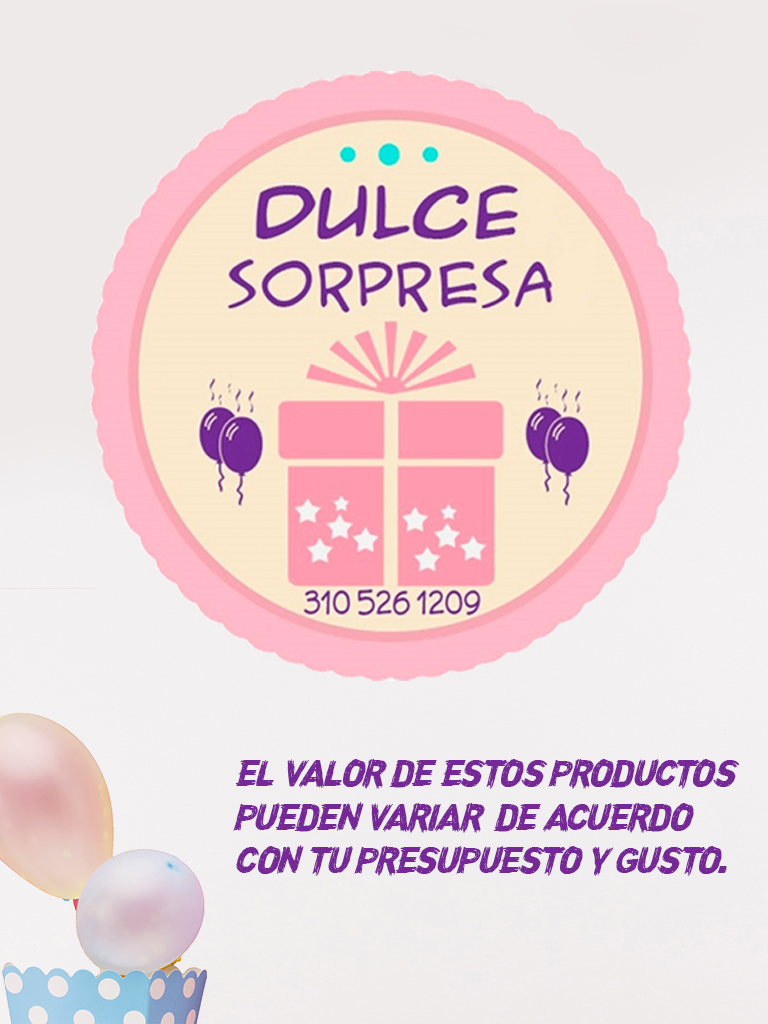 DULCE
SORPRESA
310 526 1209
EL VALOR DE ESTOS PRODUCTOS
PUEDEN VARIAR DE ACUERDO
CON TU PRESUPUESTO Y GUSTO.